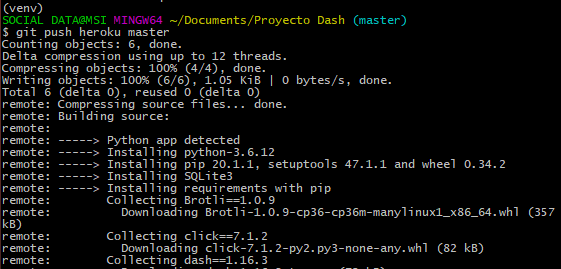 (venv)
SOCIAL DATA@MSI MINGW64 ~/Documents/Proyecto Dash (master)
$ git push heroku master
Counting objects: 6, done.
Delta compression using up to 12 threads.
Compressing objects: 100% (4/4), done.
Writing objects: 100% (6/6), 1.05 KiB | 0 bytes/s, done.
Total 6 (delta 0), reused 0 (delta 0)
remote: Compressing source files... done.
remote: Building source:
remote:
remote: -----> Python app detected
remote: -----> Installing python-3.6.12
remote: -----> Installing pip 20.1.1, setuptools 47.1.1 and wheel 0.34.2
remote: -----> Installing SQLite3
remote: -----> Installing requirements with pip
remote:        Collecting Brotli==1.0.9
remote:          Downloading Brotli-1.0.9-cp36-cp36m-manylinux1_x86_64.whl (357
kB)
remote:        Collecting click==7.1.2
remote:          Downloading click-7.1.2-py2.py3-none-any.whl (82 kB)
remote:        Collecting dash==1.16.3